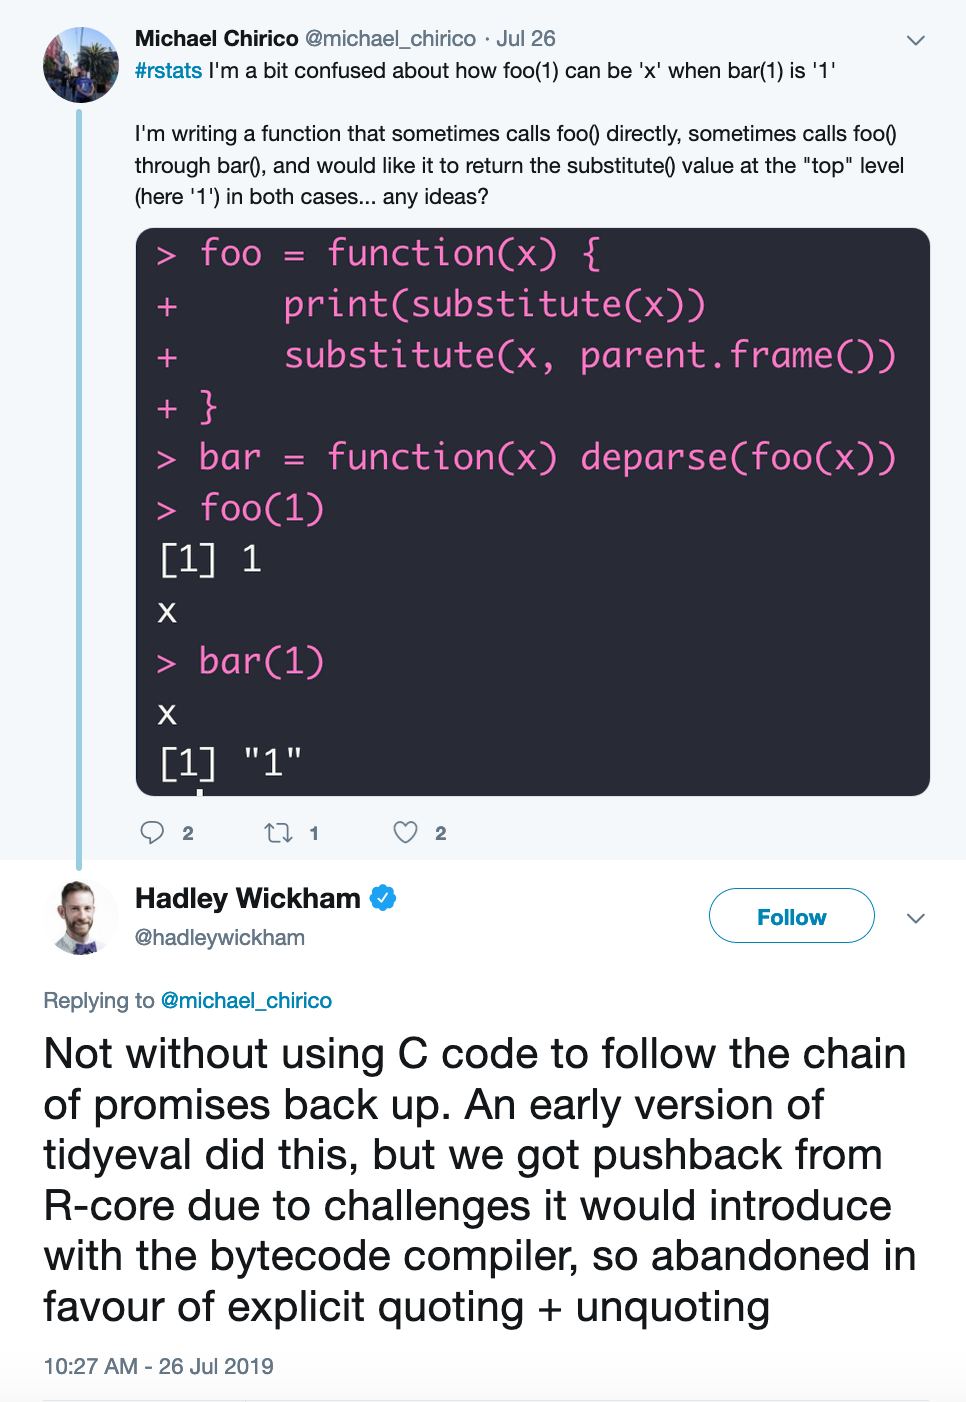 Michael Chirico @michael_chirico · Jul 26
#rstats I'm a bit confused about how foo(1) can be 'x' when bar(1) is '1'
I'm writing a function that sometimes calls foo() directly, sometimes calls foo()
through bar(), and would like it to return the substitute() value at the "top" level
(here '1') in both cases... any ideas?
> foo = function(x) {
+     print(substitute(x))
+     substitute(x, parent.frame())
+ }
> bar = function(x) deparse(foo(x))
> foo(1)
[1] 1
x
> bar(1)
x
[1] "1"
2 1 2
Hadley Wickham
Follow
@hadleywickham
Replying to @michael_chirico
Not without using C code to follow the chain
of promises back up. An early version of
tidyeval did this, but we got pushback from
R-core due to challenges it would introduce
with the bytecode compiler, so abandoned in
favour of explicit quoting + unquoting
10:27 AM - 26 Jul 2019